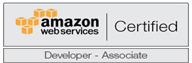 amazon
web services
Certified
Developer - Associate